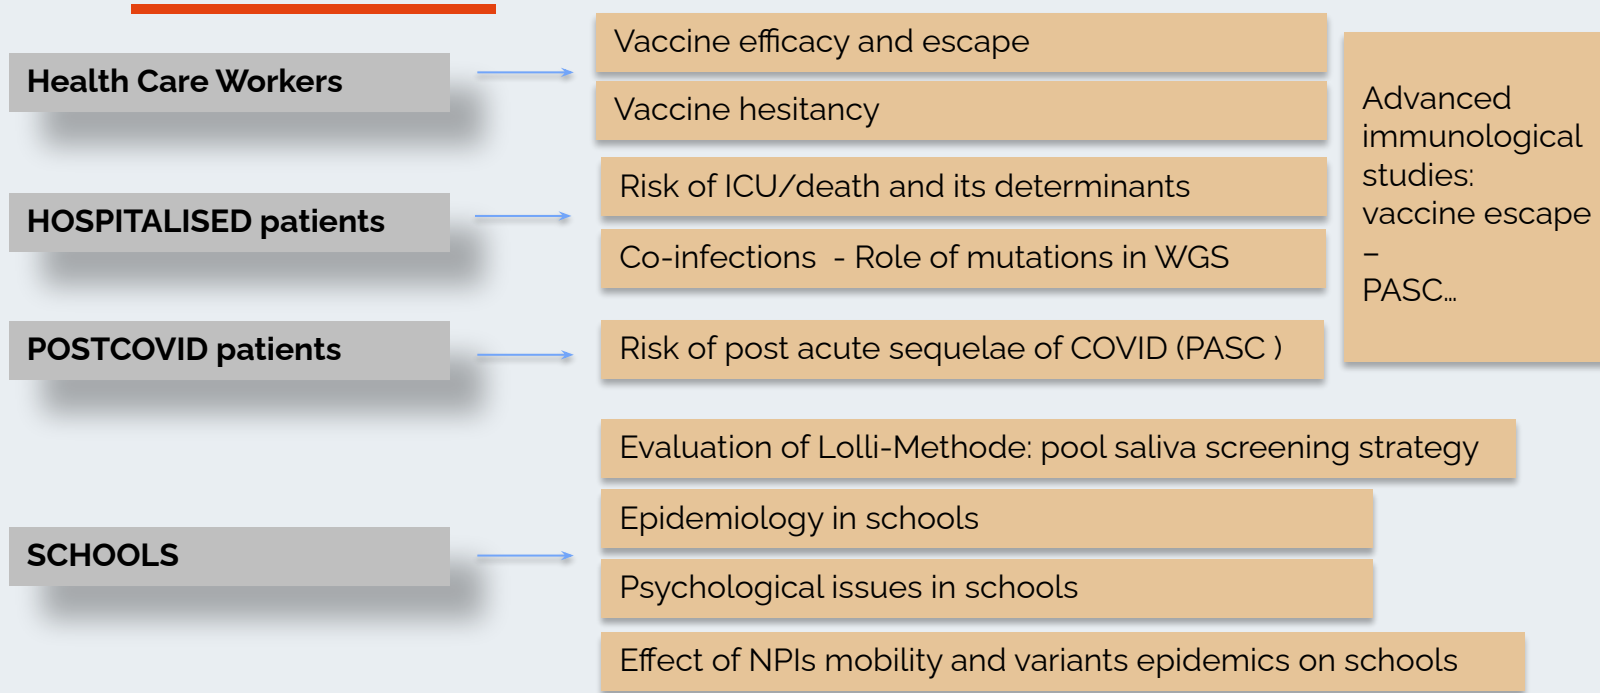 Health Care Workers
Vaccine efficacy and escape
Vaccine hesitancy
HOSPITALISED patients
Risk of ICU/death and its determinants
Co-infections  - Role of mutations in WGS
POSTCOVID patients
Risk of post acute sequelae of COVID (PASC )
Advanced
immunological
studies:
vaccine escape
–
PASC…
SCHOOLS
Evaluation of Lolli-Methode: pool saliva screening strategy
Epidemiology in schools
Psychological issues in schools
Effect of NPIs mobility and variants epidemics on schools